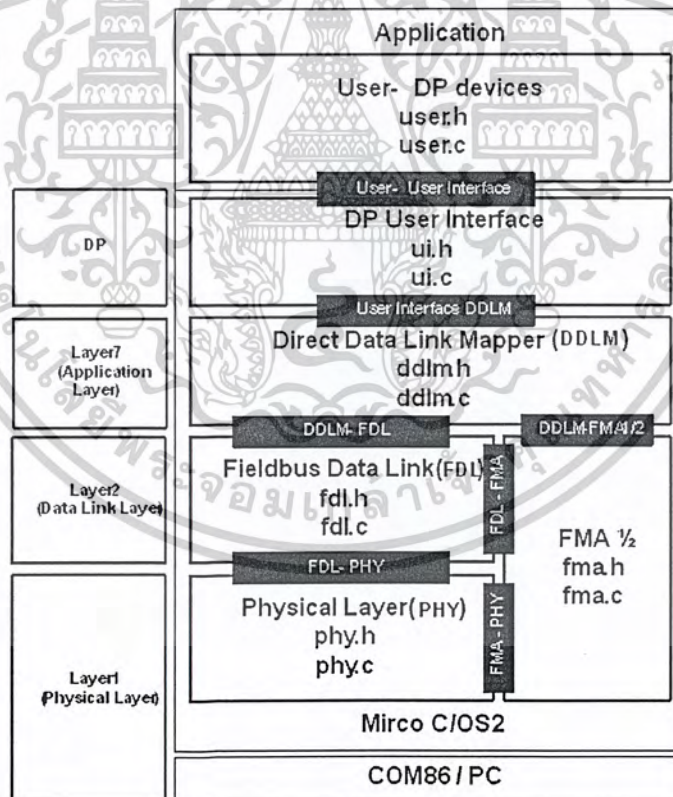 Application
User- DP devices
user.h
user.c
User- User Interface
DP
DP User Interface
ui.h
ui.c
User Interface DDLM
Layer7
(Application
Layer)
Direct Data Link Mapper (DDLM)
ddlm.h
ddlm.c
DDLM-FDL
DDLM-FMA1/2
Layer2
(Data Link Layer)
Fieldbus Data Link(FDL)
fdl.h
fdl.c
FDL - FMA
FMA ½
fma.h
fma.c
FDL- PHY
Layer1
(Physical Layer)
Physical Layer(PHY)
phy.h
phy.c
FMA - PHY
Mirco C/OS2
COM86 / PC